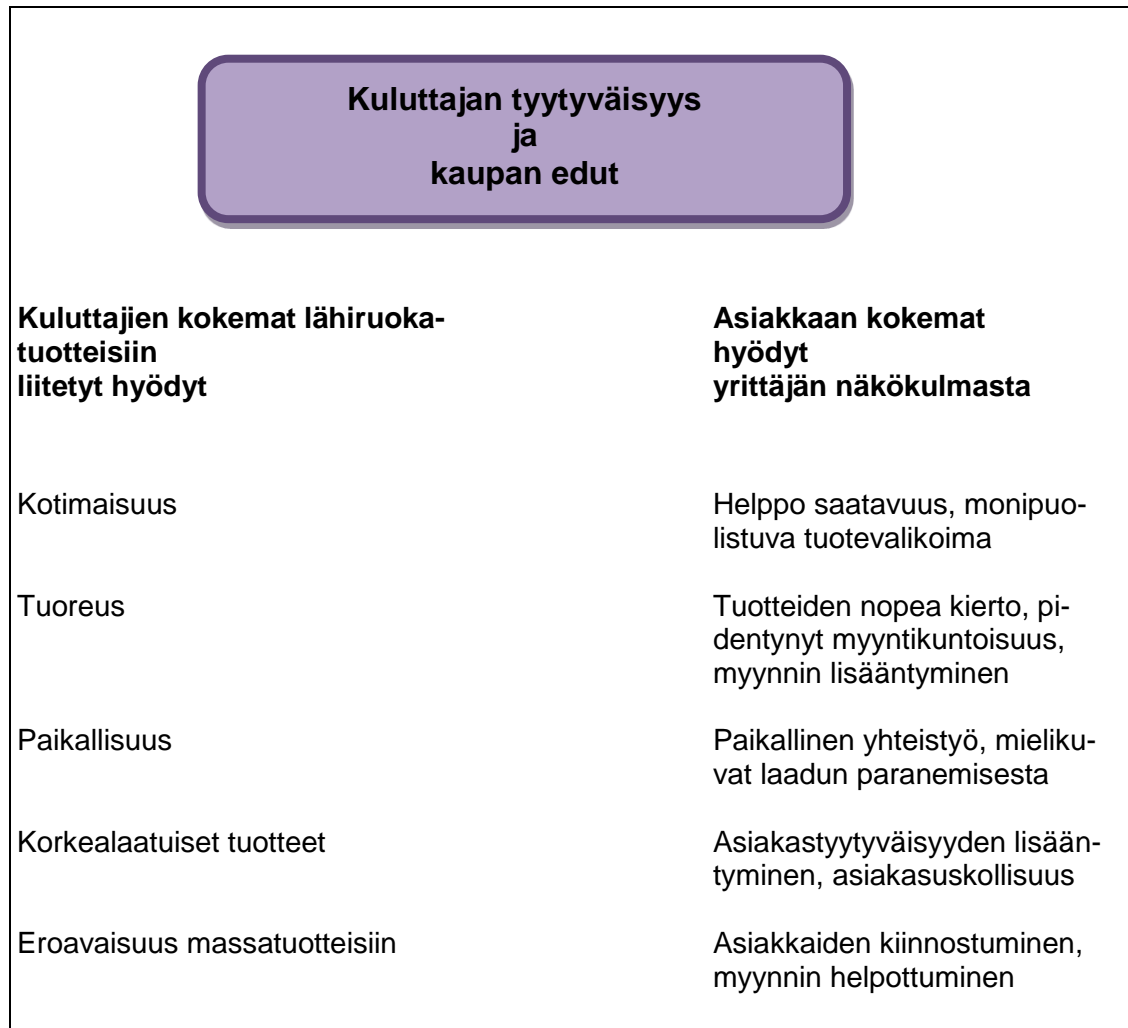 Kuluttajan tyytyväisyys
ja
kaupan edut
Kuluttajien kokemat lähiruoka-
tuotteisiin
liitetyt hyödyt
Asiakkaan kokemat
hyödyt
yrittäjän näkökulmasta
Kotimaisuus
Helppo saatavuus, monipuo-
listuva tuotevalikoima
Tuoreus
Tuotteiden nopea kierto, pi-
dentynyt myyntikuntoisuus,
myynnin lisääntyminen
Paikallisuus
Paikallinen yhteistyö, mieliku-
vat laadun paranemisesta
Korkealaatuiset tuotteet
Asiakastyytyväisyyden lisään-
tyminen, asiakasuskollisuus
Eroavaisuus massatuotteisiin
Asiakkaiden kiinnostuminen,
myynnin helpottuminen